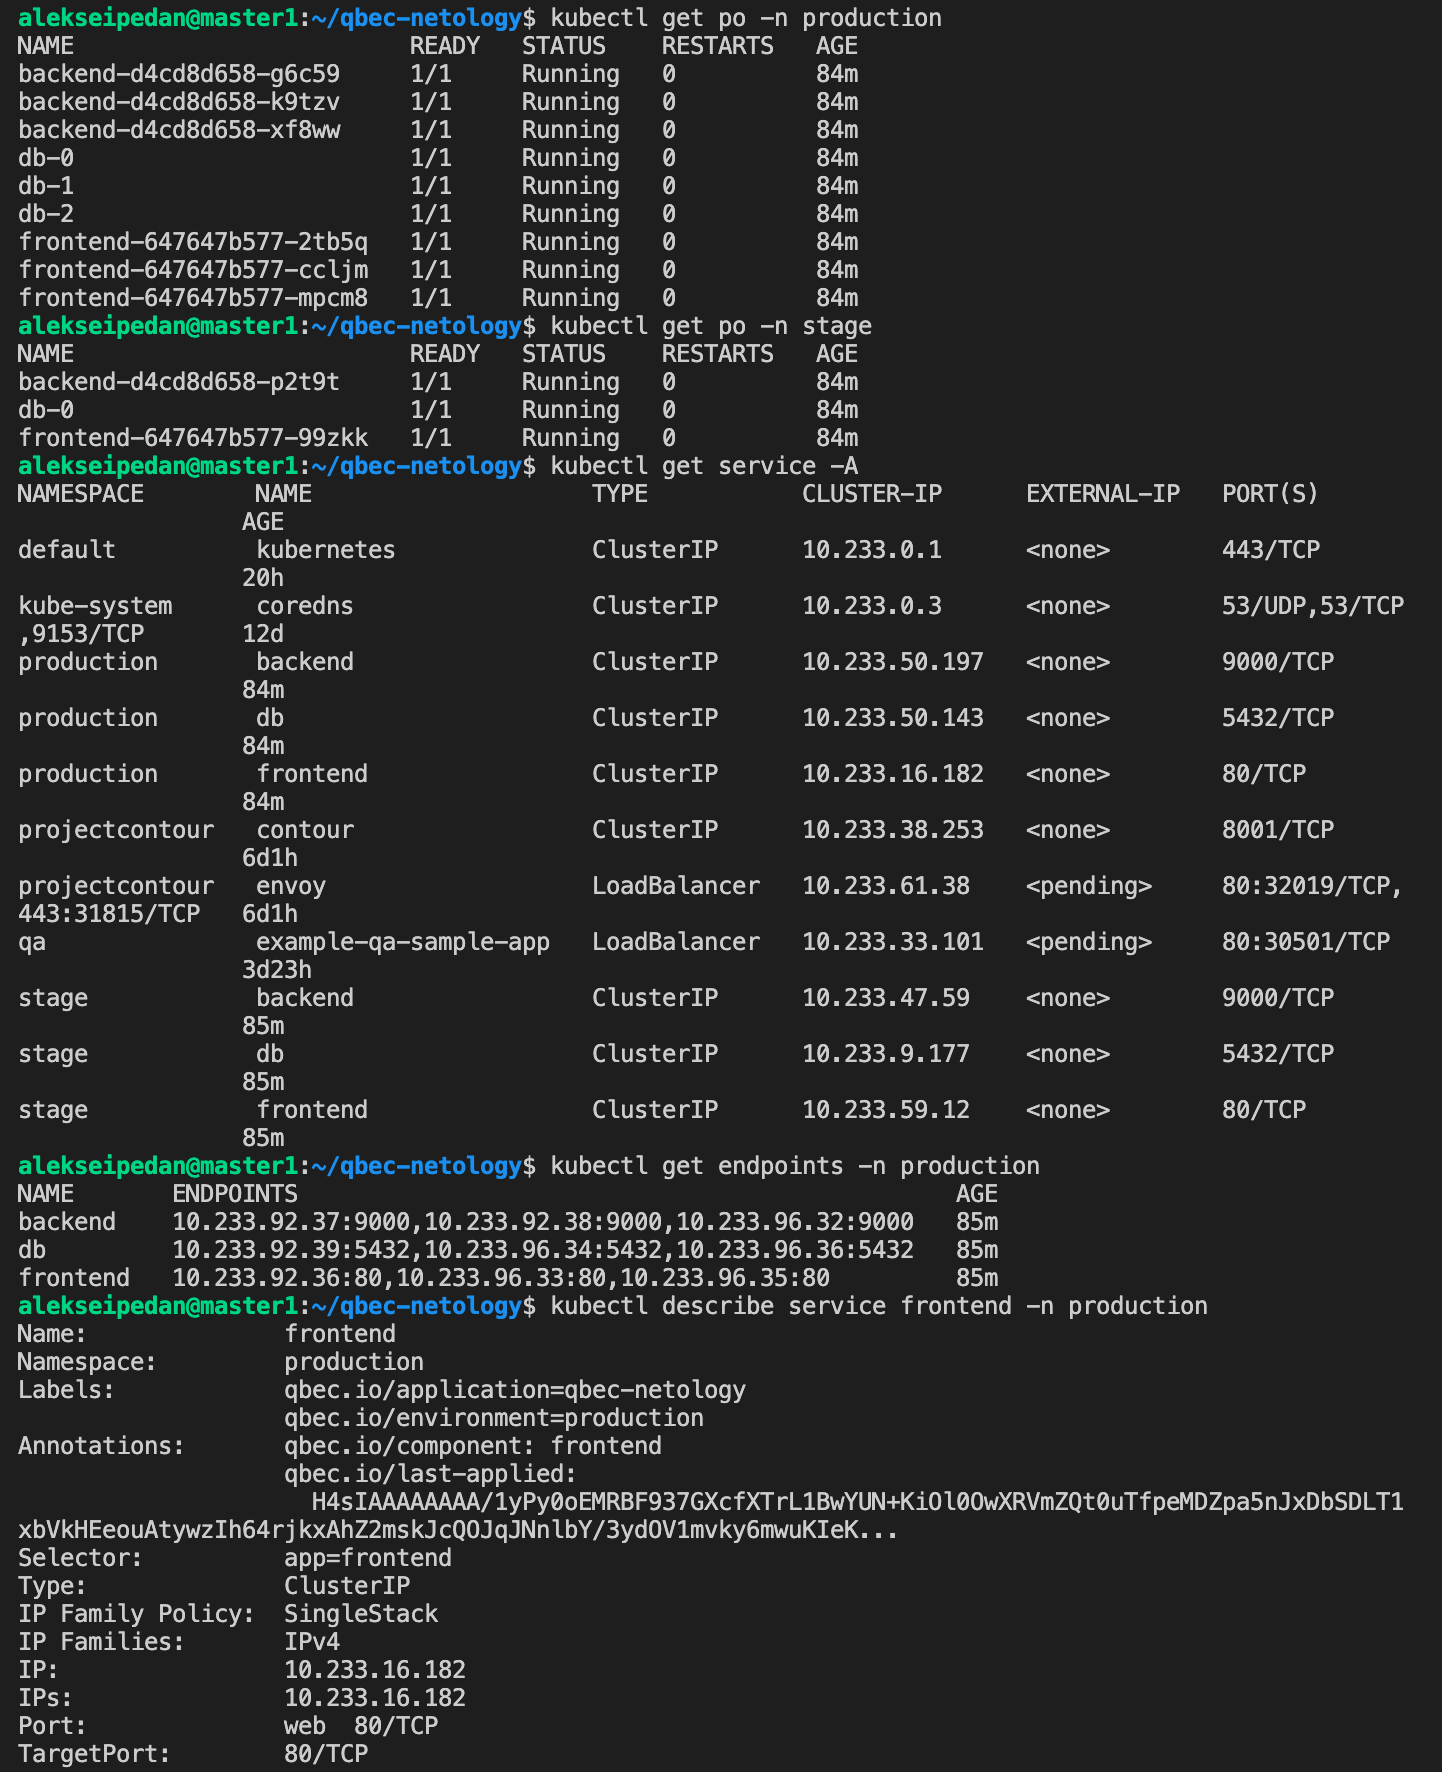 alekseipedan@master1:~/qbec-netology$ kubectl get po -n production
NAME                        READY   STATUS    RESTARTS   AGE
backend-d4cd8d658-g6c59     1/1     Running   0          84m
backend-d4cd8d658-k9tzv     1/1     Running   0          84m
backend-d4cd8d658-xf8ww     1/1     Running   0          84m
db-0                        1/1     Running   0          84m
db-1                        1/1     Running   0          84m
db-2                        1/1     Running   0          84m
frontend-647647b577-2tb5q   1/1     Running   0          84m
frontend-647647b577-ccljm   1/1     Running   0          84m
frontend-647647b577-mpcm8   1/1     Running   0          84m
alekseipedan@master1:~/qbec-netology$ kubectl get po -n stage
NAME                        READY   STATUS    RESTARTS   AGE
backend-d4cd8d658-p2t9t     1/1     Running   0          84m
db-0                        1/1     Running   0          84m
frontend-647647b577-99zkk   1/1     Running   0          84m
alekseipedan@master1:~/qbec-netology$ kubectl get service -A
NAMESPACE        NAME                    TYPE           CLUSTER-IP      EXTERNAL-IP   PORT(S)
                AGE
default          kubernetes              ClusterIP      10.233.0.1      <none>        443/TCP
                20h
kube-system      coredns                 ClusterIP      10.233.0.3      <none>        53/UDP,53/TCP
,9153/TCP       12d
production       backend                 ClusterIP      10.233.50.197   <none>        9000/TCP
                84m
production       db                      ClusterIP      10.233.50.143   <none>        5432/TCP
                84m
production       frontend                ClusterIP      10.233.16.182   <none>        80/TCP
                84m
projectcontour   contour                 ClusterIP      10.233.38.253   <none>        8001/TCP
                6d1h
projectcontour   envoy                   LoadBalancer   10.233.61.38    <pending>     80:32019/TCP,
443:31815/TCP   6d1h
qa               example-qa-sample-app   LoadBalancer   10.233.33.101   <pending>     80:30501/TCP
                3d23h
stage            backend                 ClusterIP      10.233.47.59    <none>        9000/TCP
                85m
stage            db                      ClusterIP      10.233.9.177    <none>        5432/TCP
                85m
stage            frontend                ClusterIP      10.233.59.12    <none>        80/TCP
                85m
alekseipedan@master1:~/qbec-netology$ kubectl get endpoints -n production
NAME       ENDPOINTS                                               AGE
backend    10.233.92.37:9000,10.233.92.38:9000,10.233.96.32:9000   85m
db         10.233.92.39:5432,10.233.96.34:5432,10.233.96.36:5432   85m
frontend   10.233.92.36:80,10.233.96.33:80,10.233.96.35:80         85m
alekseipedan@master1:~/qbec-netology$ kubectl describe service frontend -n production
Name:              frontend
Namespace:         production
Labels:            qbec.io/application=qbec-netology
                   qbec.io/environment=production
Annotations:       qbec.io/component: frontend
                   qbec.io/last-applied:
                     H4sIAAAAAAAA/1yPy0oEMRBF937GXcfXTrL1BwYUN+KiOl0OwXRVmZQt0uTfpeMDZpa5nJxDbSDLT1
xbVkHEeouAtywzIh64rjkxAhZ2mskJcQOJqJNnlbY/3ydOV1mvky6mwuKIeK...
Selector:          app=frontend
Type:              ClusterIP
IP Family Policy:  SingleStack
IP Families:       IPv4
IP:                10.233.16.182
IPs:               10.233.16.182
Port:              web  80/TCP
TargetPort:        80/TCP